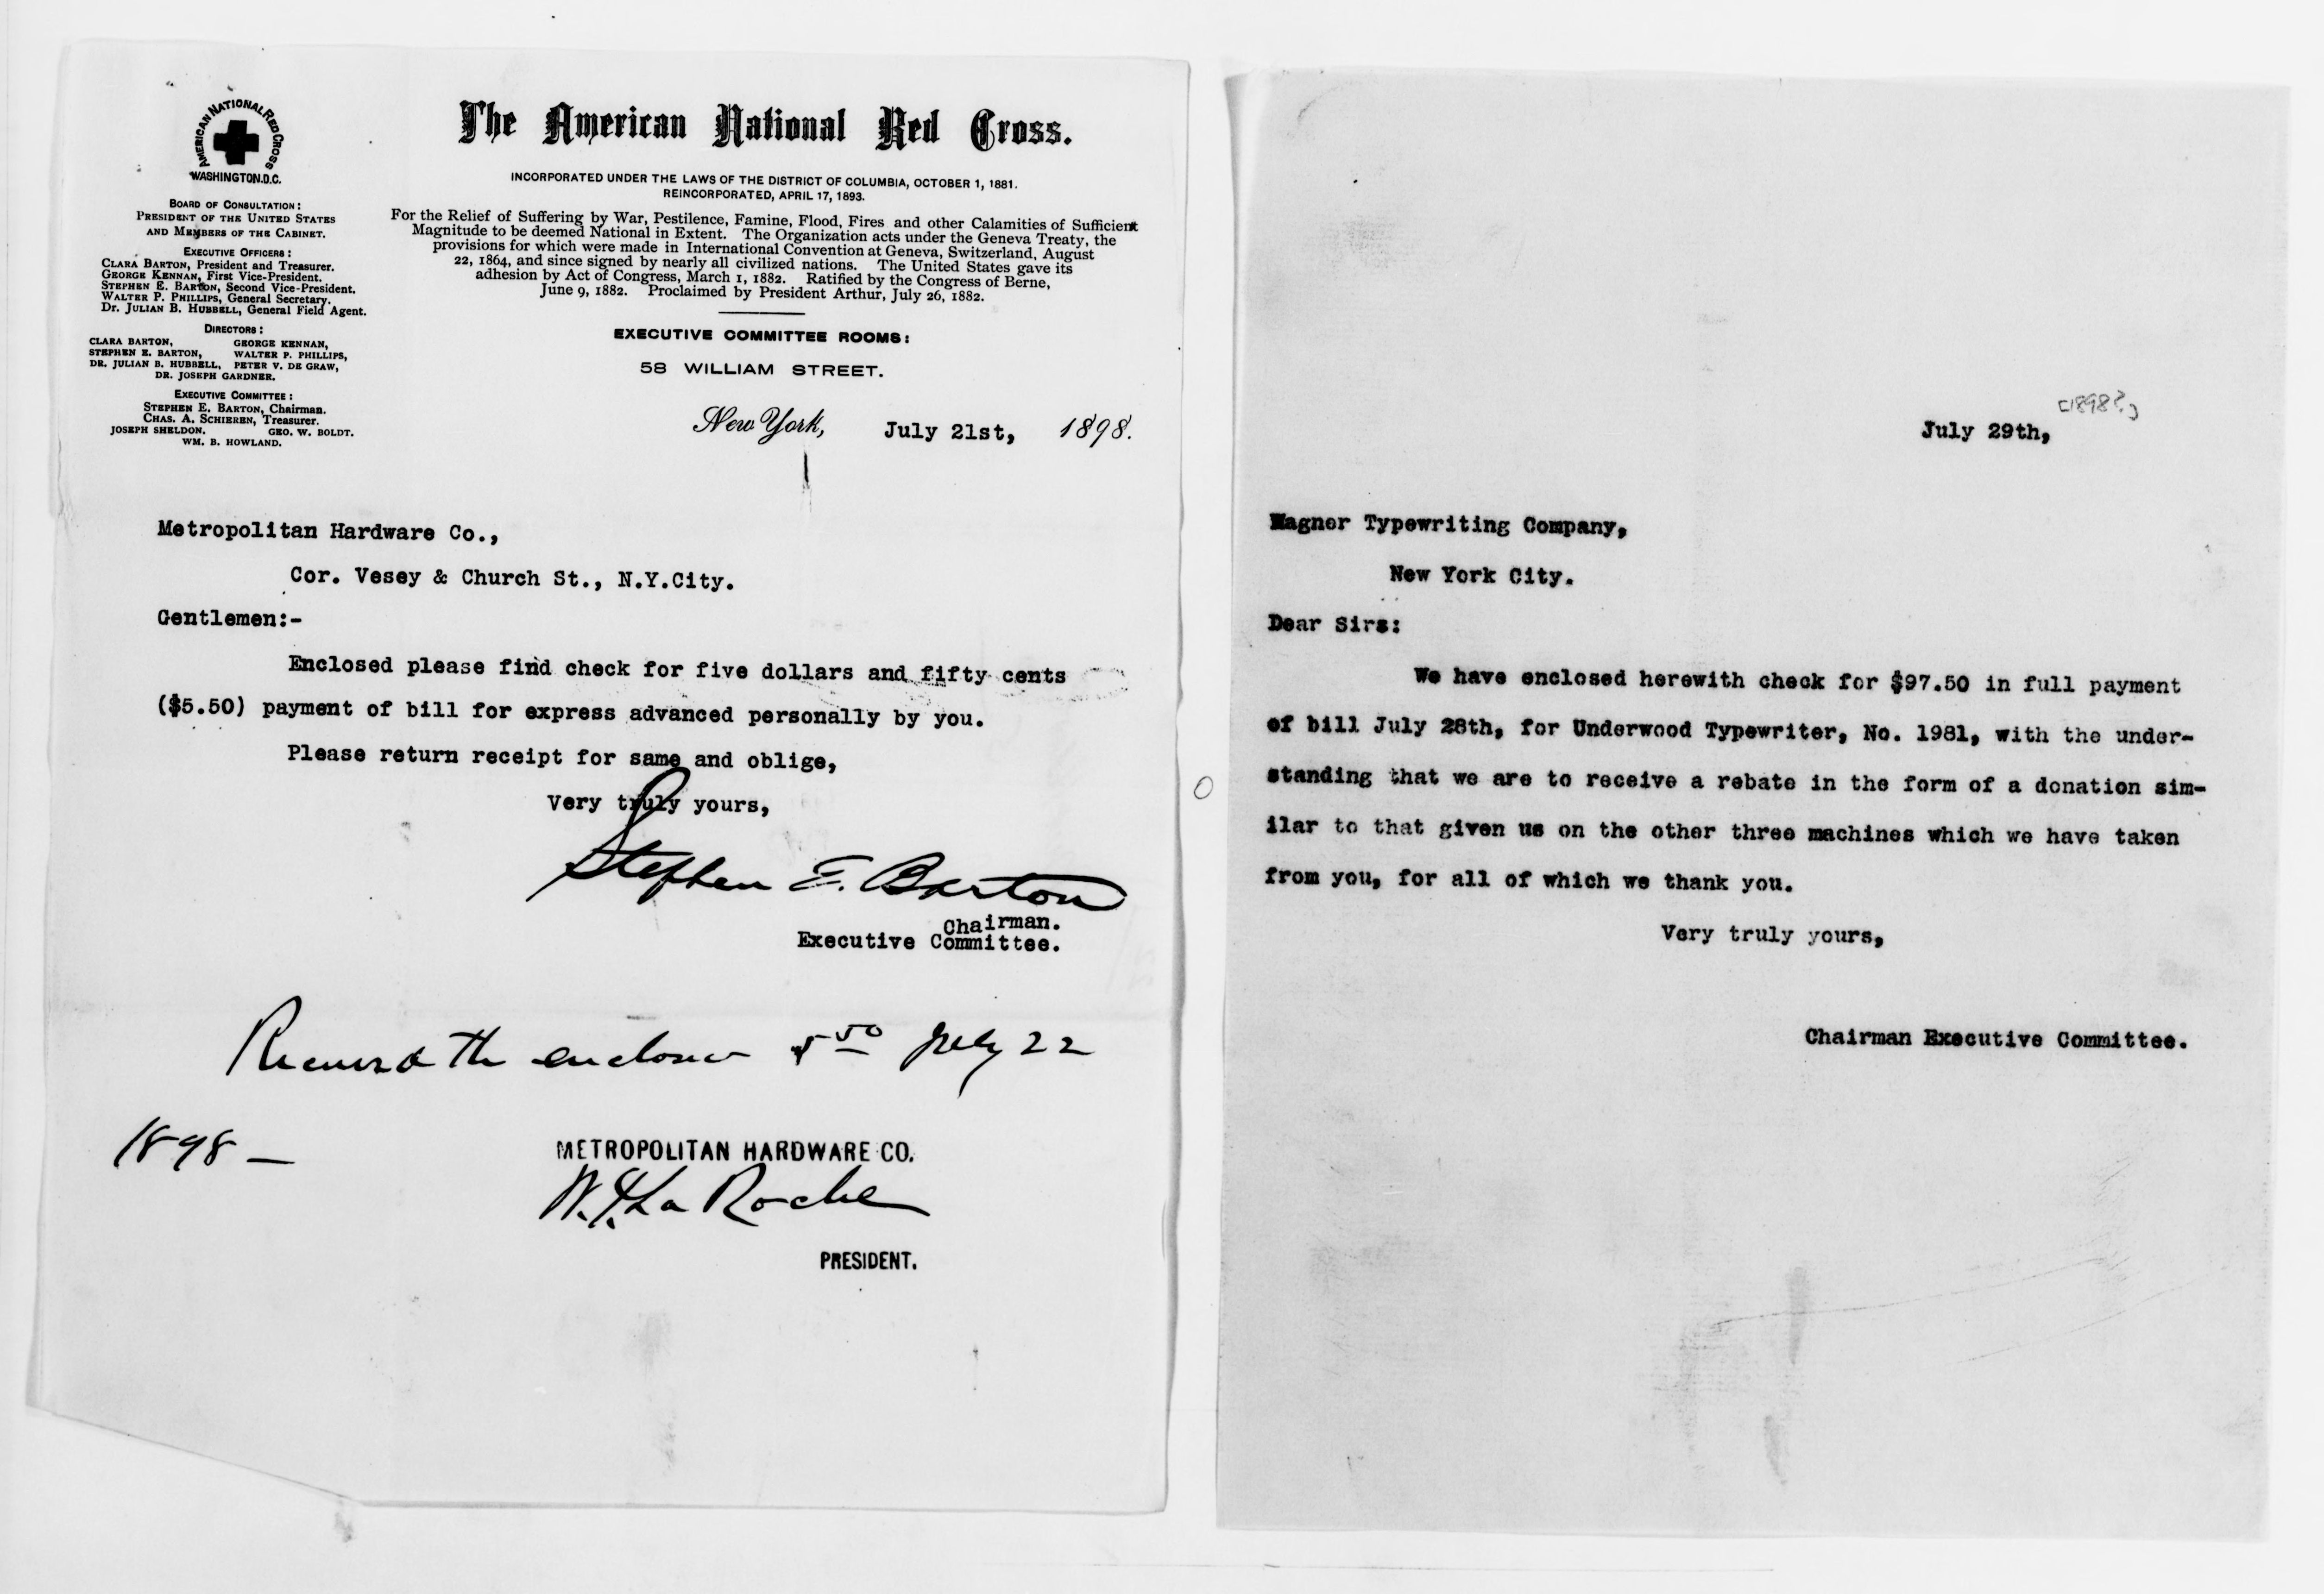 AMERICAN NATIONAL RED CROSS
WASHINGTON.D.C.
BOARD OF CONSULTATION:
PRESIDENT OF THE UNITED STATES
AND MEMBERS OF THE CABINET.
EXECUTIVE OFFICERS:
CLARA BARTON, President and Treasurer.
GEORGE KENNAN, First Vice-President.
STEPHEN E. BARTON, Second Vice-President.
WALTER P. PHILLIPS, General Secretary.
Dr. JULIAN B. HUBBELL, General Field Agent.
DIRECTORS:
CLARA BARTON, GEORGE KENNAN,
STEPHEN E. BARTON, WALTER P. PHILLIPS,
DR. JULIAN B. HUBBELL, PETER V. DE GRAW,
DR. JOSEPH GARDNER.
EXECUTIVE COMMITTEE:
STEPHEN E. BARTON, Chairman.
CHAS. A. SCHIEREN, Treasurer.
JOSEPH SHELDON. GEO. W. BOLDT.
WM. B. HOWLAND.
The American National Red Cross.
INCORPORATED UNDER THE LAWS OF THE DISTRICT OF COLUMBIA, OCTOBER 1, 1881.
REINCORPORATED, APRIL 17, 1893.
For the Relief of Suffering by War, Pestilence, Famine, Flood, Fires and other Calamities of Sufficient
Magnitude to be deemed National in Extent. The Organization acts under the Geneva Treaty, the
provisions for which were made in International Convention at Geneva, Switzerland, August
22, 1864, and since signed by nearly all civilized nations. The United States gave its
adhesion by Act of Congress, March 1, 1882. Ratified by the Congress of Berne,
June 9, 1882. Proclaimed by President Arthur, July 26, 1882.
EXECUTIVE COMMITTEE ROOMS:
58 WILLIAM STREET.
New York, July 21st, 1898.
Metropolitan Hardware Co.,
Cor. Vesey & Church St., N.Y.City.
Gentlemen:-
Enclosed please find check for five dollars and fifty cents
($5.50) payment of bill for express advanced personally by you.
Please return receipt for same and oblige,
Very truly yours,
Stephen E. Barton
Chairman.
Executive Committee.
Received the enclosed 5 50 July 22
1898 —
METROPOLITAN HARDWARE CO.
La Roche
PRESIDENT.
[1898?]
July 29th,
Wagner Typewriting Company,
New York City.
Dear Sirs:
We have enclosed herewith check for $97.50 in full payment
of bill July 28th, for Underwood Typewriter, No. 1981, with the under-
standing that we are to receive a rebate in the form of a donation sim-
ilar to that given us on the other three machines which we have taken
from you, for all of which we thank you.
Very truly yours,
Chairman Executive Committee.